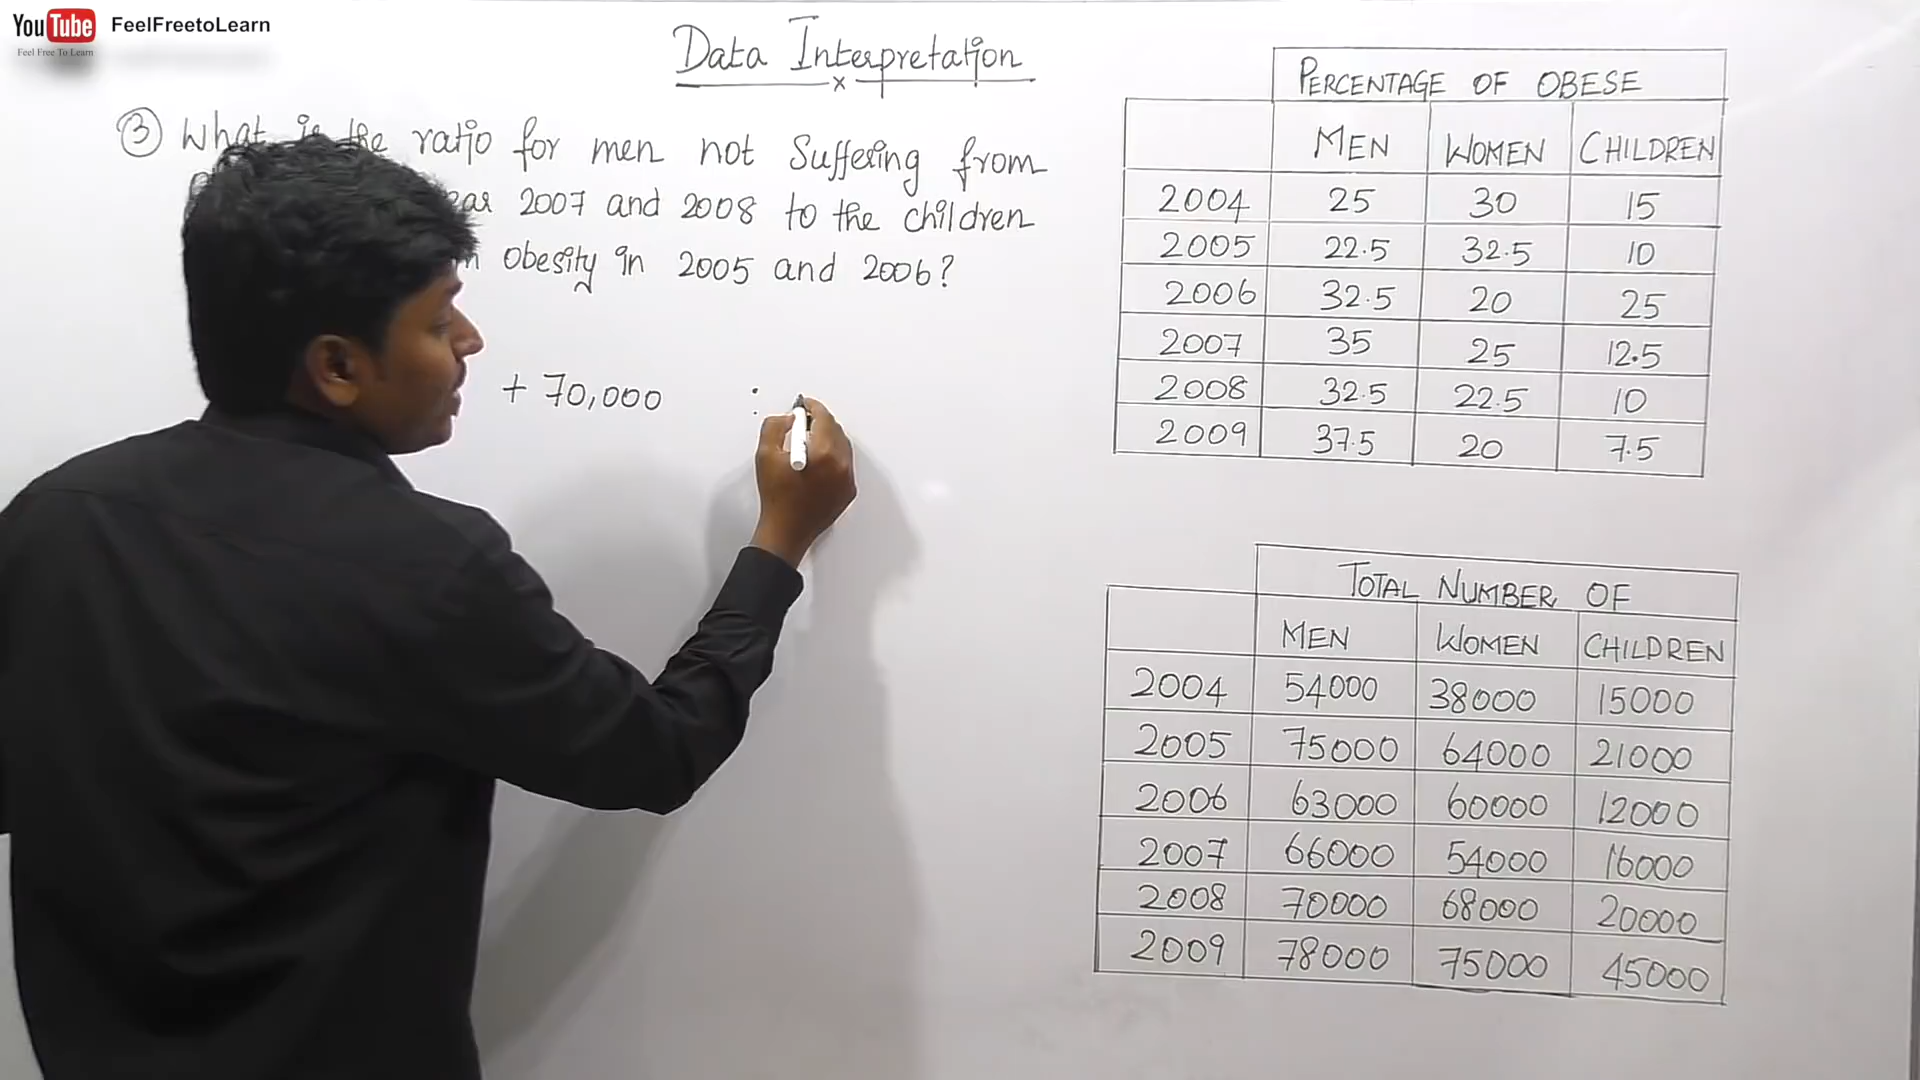 YouTube FeelFreetoLearn
Feel Free To Learn
Data Interpretation
③ What is the ratio for men not Suffering from
2007 and 2008 to the children
obesity in 2005 and 2006?
+ 70,000 :
PERCENTAGE OF OBESE
MEN WOMEN CHILDREN
2004 25 30 15
2005 22.5 32.5 10
2006 32.5 20 25
2007 35 25 12.5
2008 32.5 22.5 10
2009 37.5 20 7.5
TOTAL NUMBER OF
MEN WOMEN CHILDREN
2004 54000 38000 15000
2005 75000 64000 21000
2006 63000 60000 12000
2007 66000 54000 16000
2008 70000 68000 20000
2009 78000 75000 45000